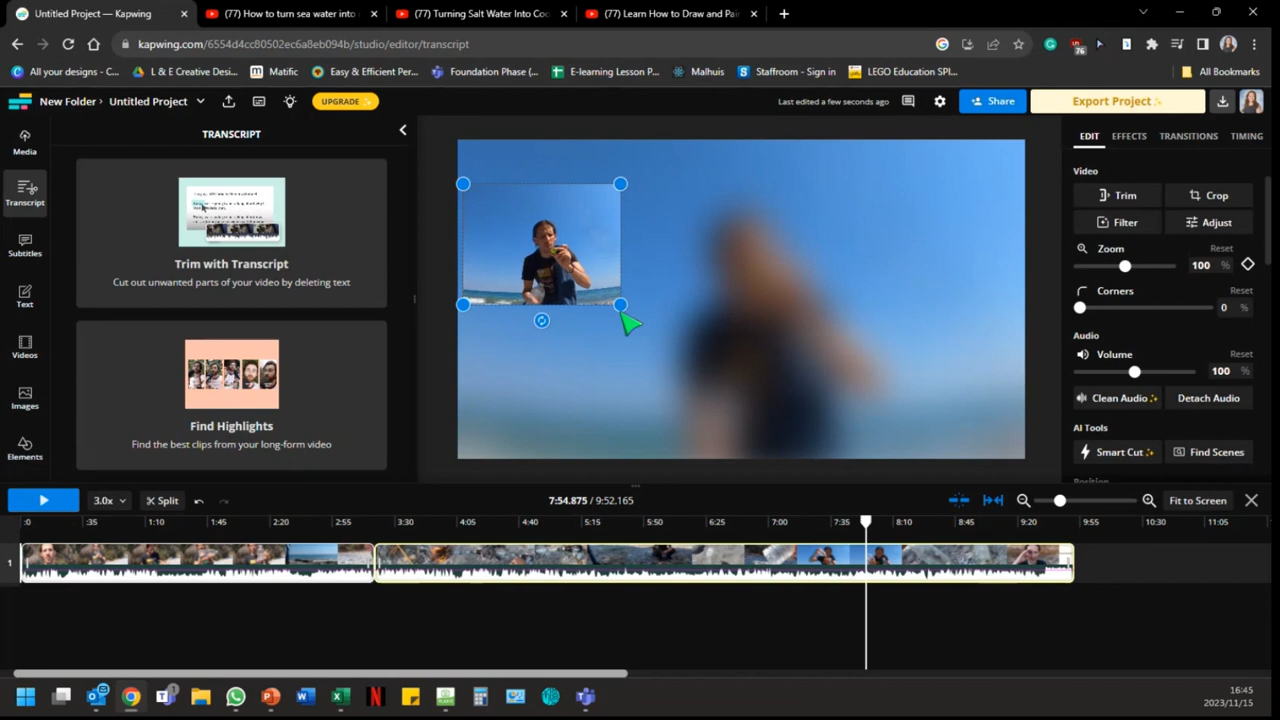 Untitled Project — Kapwing
(77) How to turn sea water into
(77) Turning Salt Water Into Coo
(77) Learn How to Draw and Pai
kapwing.com/6554d4cc80502ec6a8eb094b/studio/editor/transcript
76
All your designs - C...
L & E Creative Desi...
Matific
Easy & Efficient Per...
Foundation Phase (...
E-learning Lesson P...
Malhuis
Staffroom - Sign in
LEGO Education SPI...
All Bookmarks
New Folder › Untitled Project
UPGRADE
Last edited a few seconds ago
Share
Export Project
Media
Transcript
Subtitles
Text
Videos
Images
Elements
TRANSCRIPT
Trim with Transcript
Cut out unwanted parts of your video by deleting text
Find Highlights
Find the best clips from your long-form video
EDIT EFFECTS TRANSITIONS TIMING
Video
Trim Crop
Filter Adjust
Zoom Reset
100 %
Corners Reset
0 %
Audio
Volume Reset
100 %
Clean Audio Detach Audio
AI Tools
Smart Cut Find Scenes
3.0x Split
7:54.875 / 9:52.165
Fit to Screen
:0 :35 1:10 1:45 2:20 2:55 3:30 4:05 4:40 5:15 5:50 6:25 7:00 7:35 8:10 8:45 9:20 9:55 10:30 11:05
1
16:45
2023/11/15